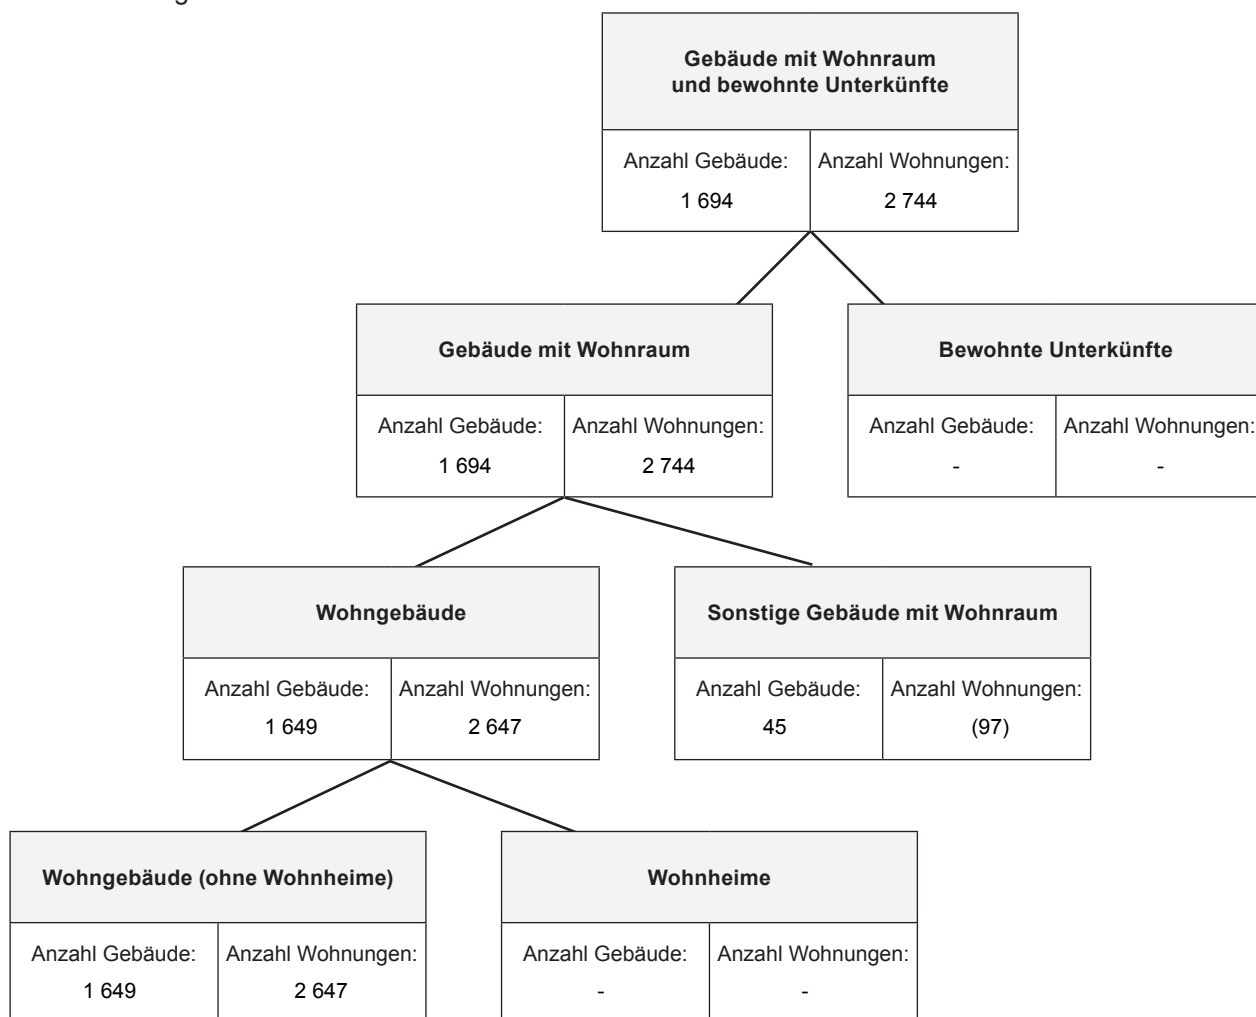 Gebäude mit Wohnraum
und bewohnte Unterkünfte
Anzahl Gebäude: Anzahl Wohnungen:
1 694 2 744
Gebäude mit Wohnraum Bewohnte Unterkünfte
Anzahl Gebäude: Anzahl Wohnungen: Anzahl Gebäude: Anzahl Wohnungen:
1 694 2 744 - -
Wohngebäude Sonstige Gebäude mit Wohnraum
Anzahl Gebäude: Anzahl Wohnungen: Anzahl Gebäude: Anzahl Wohnungen:
1 649 2 647 45 (97)
Wohngebäude (ohne Wohnheime) Wohnheime
Anzahl Gebäude: Anzahl Wohnungen: Anzahl Gebäude: Anzahl Wohnungen:
1 649 2 647 - -